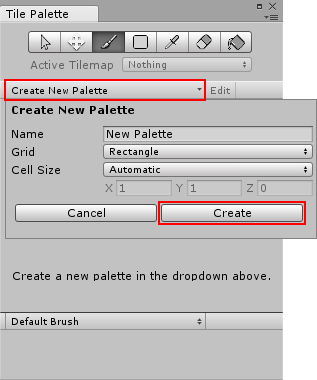 Tile Palette
Active Tilemap Nothing
Create New Palette Edit
Create New Palette
Name New Palette
Grid Rectangle
Cell Size Automatic
X 1 Y 1 Z 0
Cancel Create
Create a new palette in the dropdown above.
Default Brush